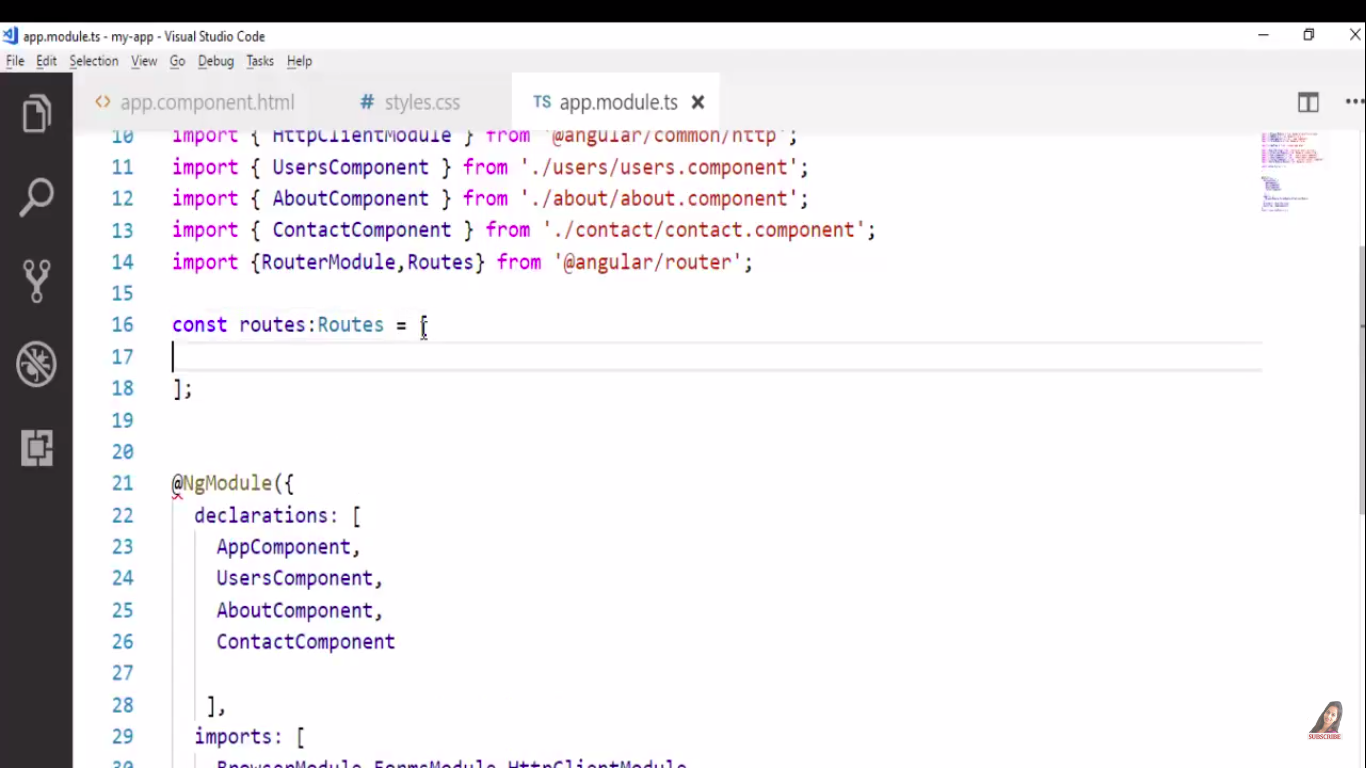 app.module.ts - my-app - Visual Studio Code
File Edit Selection View Go Debug Tasks Help
<> app.component.html # styles.css TS app.module.ts
10 import { HttpClientModule } from '@angular/common/http';
11 import { UsersComponent } from './users/users.component';
12 import { AboutComponent } from './about/about.component';
13 import { ContactComponent } from './contact/contact.component';
14 import {RouterModule,Routes} from '@angular/router';
15
16 const routes:Routes = [
17
18 ];
19
20
21 @NgModule({
22 declarations: [
23 AppComponent,
24 UsersComponent,
25 AboutComponent,
26 ContactComponent
27
28 ],
29 imports: [
30 BrowserModule,FormsModule,HttpClientModule
SUBSCRIBE